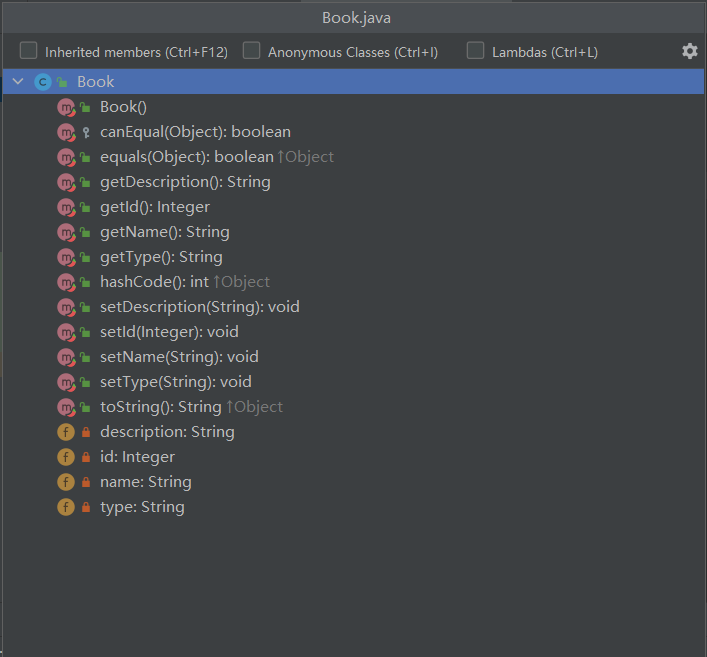 Book.java
Inherited members (Ctrl+F12) Anonymous Classes (Ctrl+I) Lambdas (Ctrl+L)
C Book
m Book()
m canEqual(Object): boolean
m equals(Object): boolean ↑Object
m getDescription(): String
m getId(): Integer
m getName(): String
m getType(): String
m hashCode(): int ↑Object
m setDescription(String): void
m setId(Integer): void
m setName(String): void
m setType(String): void
m toString(): String ↑Object
f description: String
f id: Integer
f name: String
f type: String